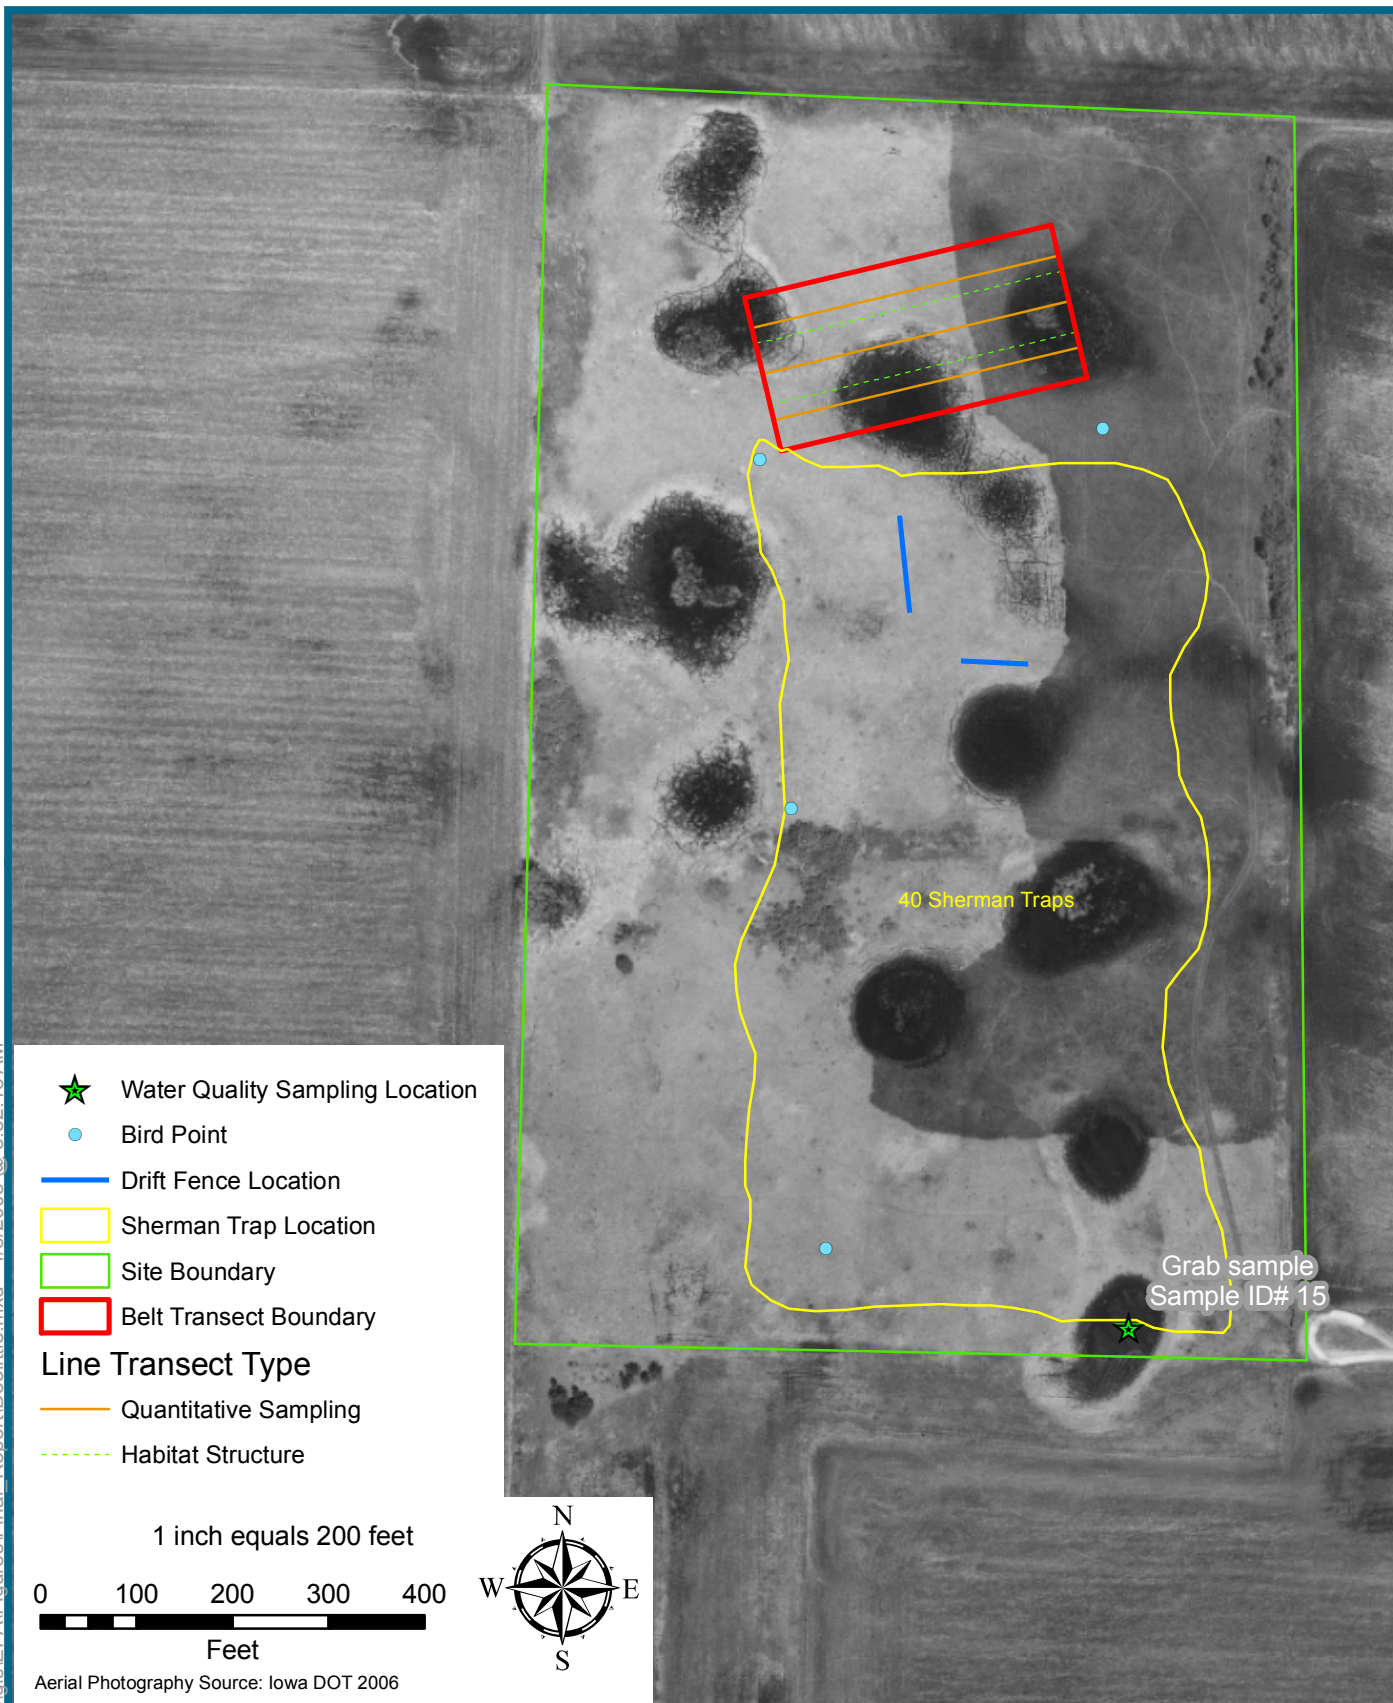 40 Sherman Traps
Grab sample
Sample ID# 15
Water Quality Sampling Location
Bird Point
Drift Fence Location
Sherman Trap Location
Site Boundary
Belt Transect Boundary
Line Transect Type
Quantitative Sampling
Habitat Structure
1 inch equals 200 feet
0 100 200 300 400
Feet
Aerial Photography Source: Iowa DOT 2006
N
W E
S